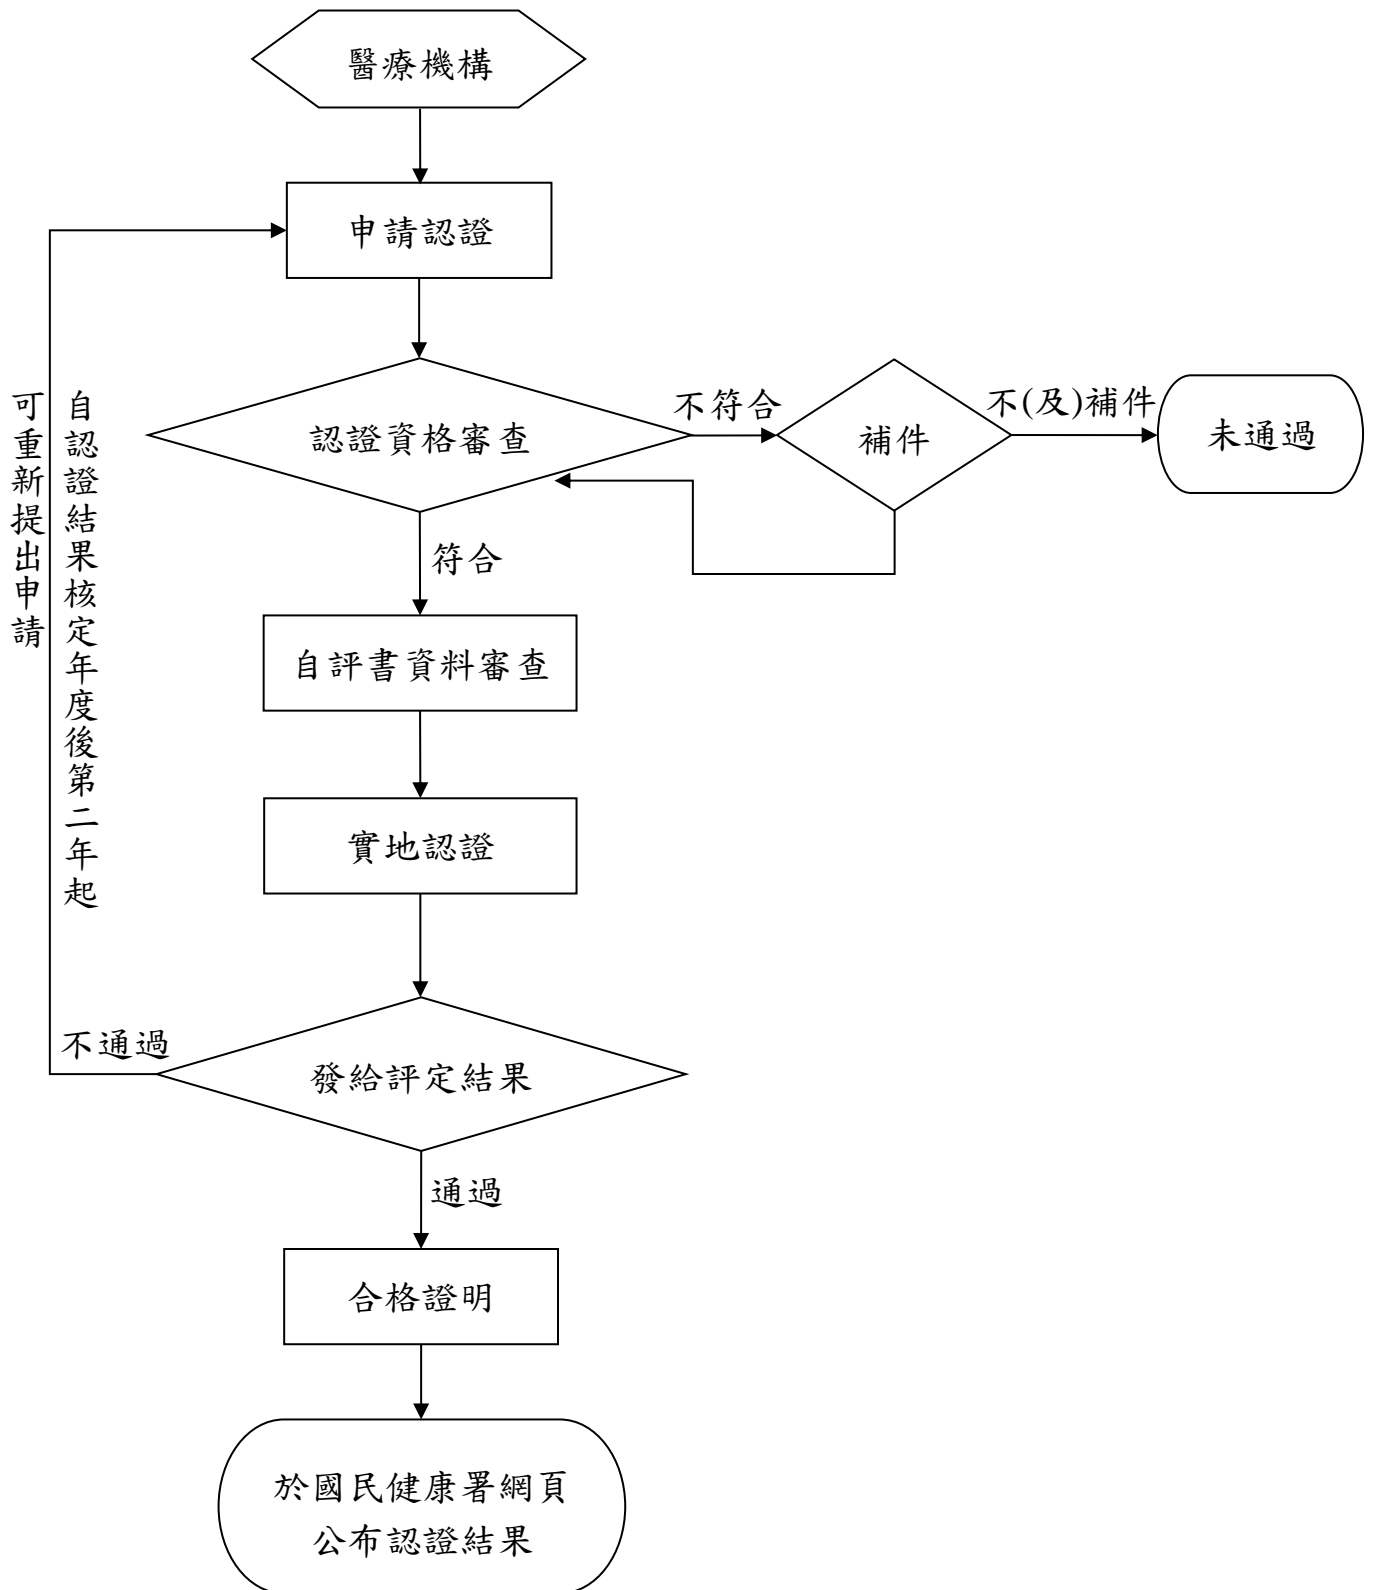 醫療機構
申請認證
認證資格審查
不符合
補件
不(及)補件
未通過
符合
自評書資料審查
實地認證
發給評定結果
不通過
自認證結果核定年度後第二年起
可重新提出申請
通過
合格證明
於國民健康署網頁
公布認證結果